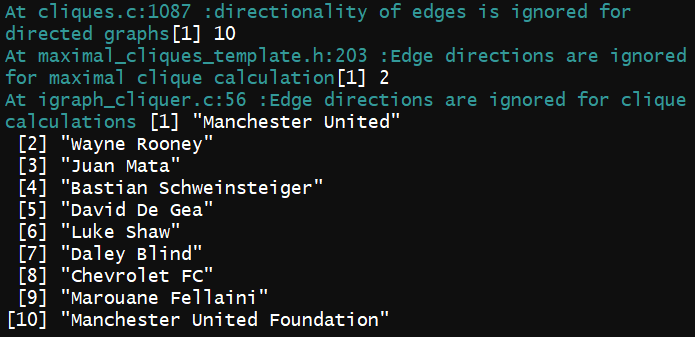 At cliques.c:1087 :directionality of edges is ignored for
directed graphs[1] 10
At maximal_cliques_template.h:203 :Edge directions are ignored
for maximal clique calculation[1] 2
At igraph_cliquer.c:56 :Edge directions are ignored for clique
calculations [1] "Manchester United"
[2] "Wayne Rooney"
[3] "Juan Mata"
[4] "Bastian Schweinsteiger"
[5] "David De Gea"
[6] "Luke Shaw"
[7] "Daley Blind"
[8] "Chevrolet FC"
[9] "Marouane Fellaini"
[10] "Manchester United Foundation"